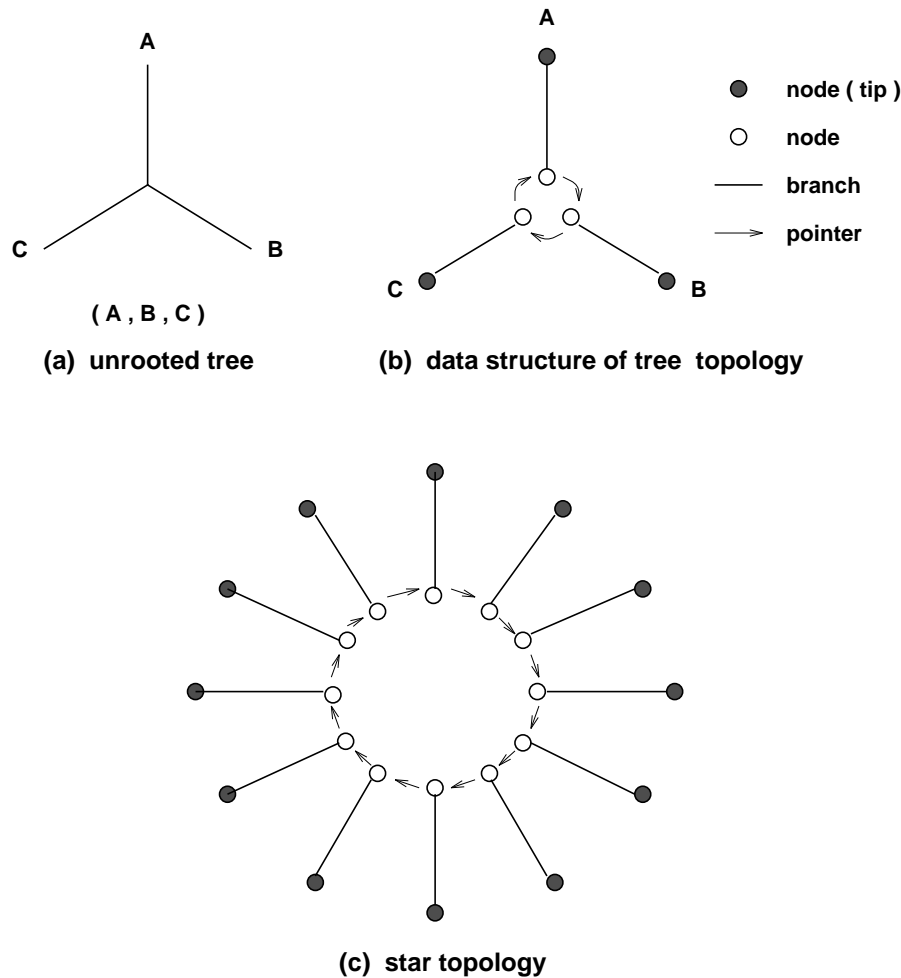 A
C
B
( A , B , C )
(a) unrooted tree
A
C
B
(b) data structure of tree topology
node ( tip )
node
branch
pointer
(c) star topology